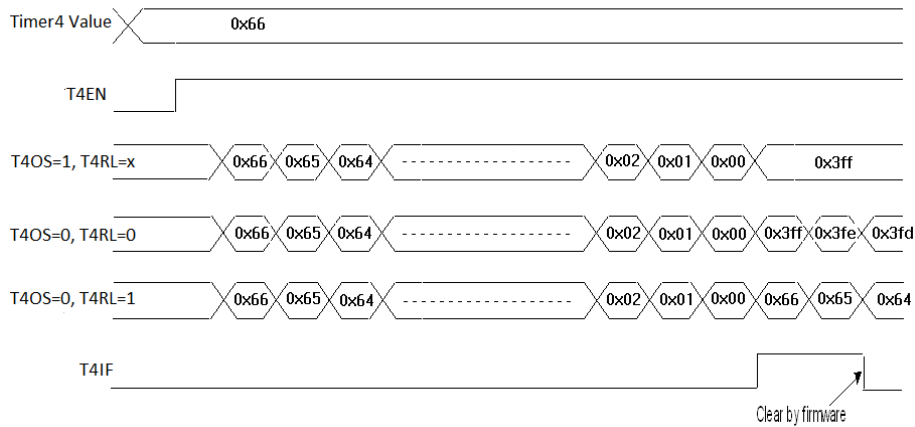 Timer4 Value 0x66
T4EN
T4OS=1, T4RL=x 0x66 0x65 0x64 0x02 0x01 0x00 0x3ff
T4OS=0, T4RL=0 0x66 0x65 0x64 0x02 0x01 0x00 0x3ff 0x3fe 0x3fd
T4OS=0, T4RL=1 0x66 0x65 0x64 0x02 0x01 0x00 0x66 0x65 0x64
T4IF
Clear by firmware